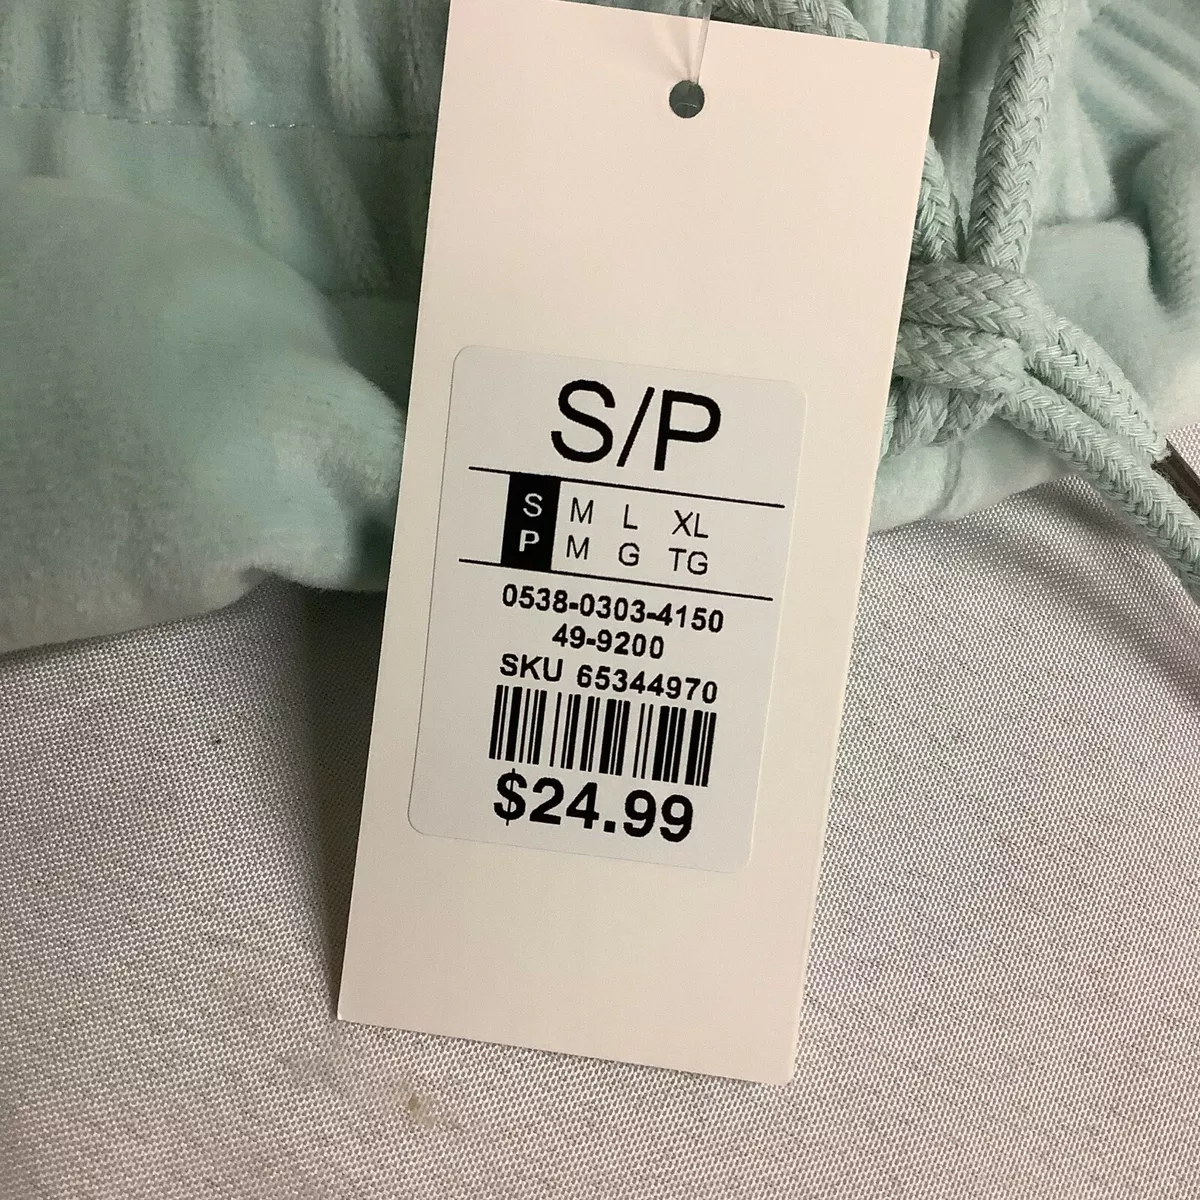 S/P
S M L XL
P M G TG
0538-0303-4150
49-9200
SKU 65344970
$24.99